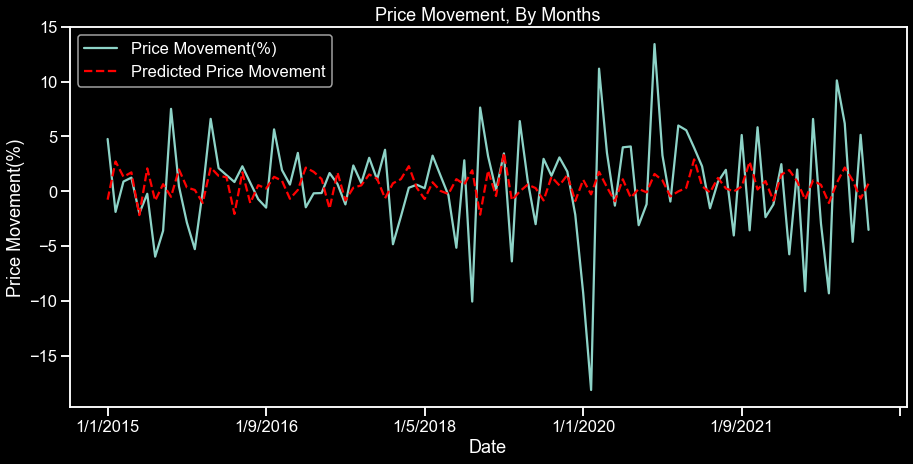 Price Movement, By Months
Price Movement(%)
Predicted Price Movement
Price Movement(%)
15
10
5
0
−5
−10
−15
1/1/2015
1/9/2016
1/5/2018
1/1/2020
1/9/2021
Date